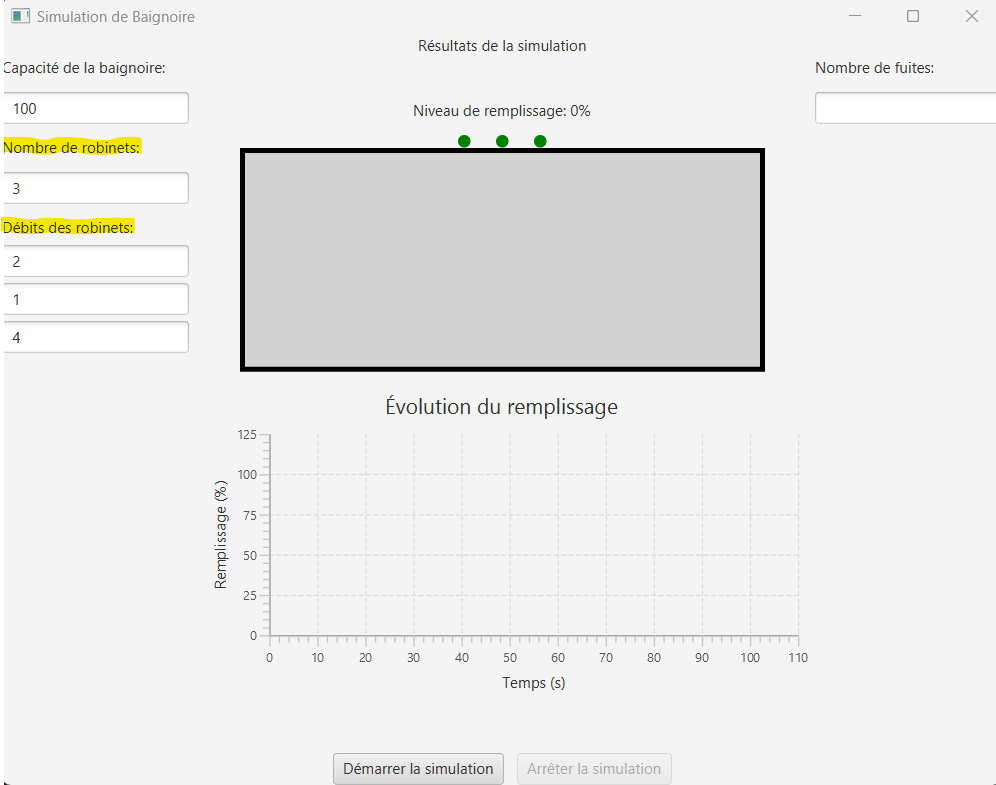 Simulation de Baignoire
Résultats de la simulation
Capacité de la baignoire:
100
Nombre de robinets:
3
Débits des robinets:
2
1
4
Nombre de fuites:
Niveau de remplissage: 0%
Évolution du remplissage
Remplissage (%)
125
100
75
50
25
0
0 10 20 30 40 50 60 70 80 90 100 110
Temps (s)
Démarrer la simulation
Arrêter la simulation